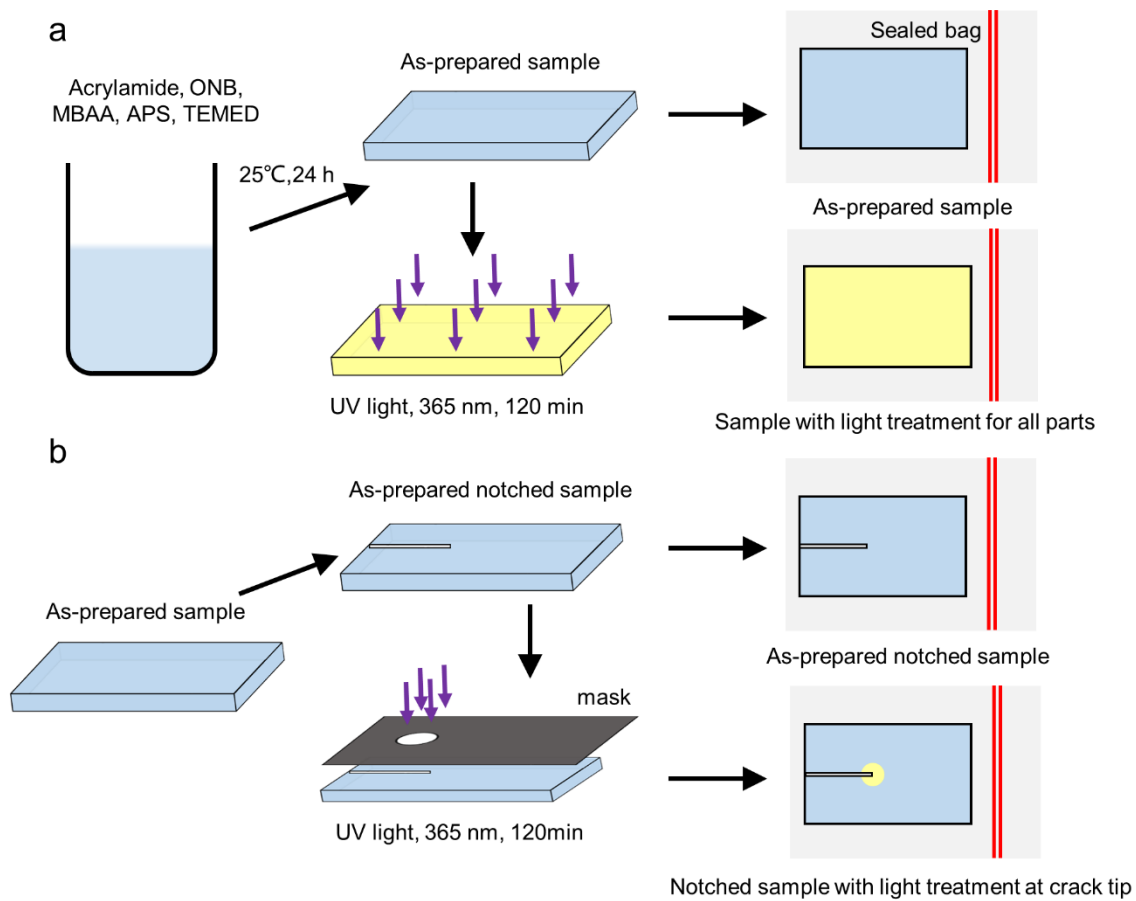 a
Acrylamide, ONB,
MBAA, APS, TEMED
25℃,24 h
As-prepared sample
Sealed bag
As-prepared sample
UV light, 365 nm, 120 min
Sample with light treatment for all parts
b
As-prepared sample
As-prepared notched sample
As-prepared notched sample
mask
UV light, 365 nm, 120min
Notched sample with light treatment at crack tip